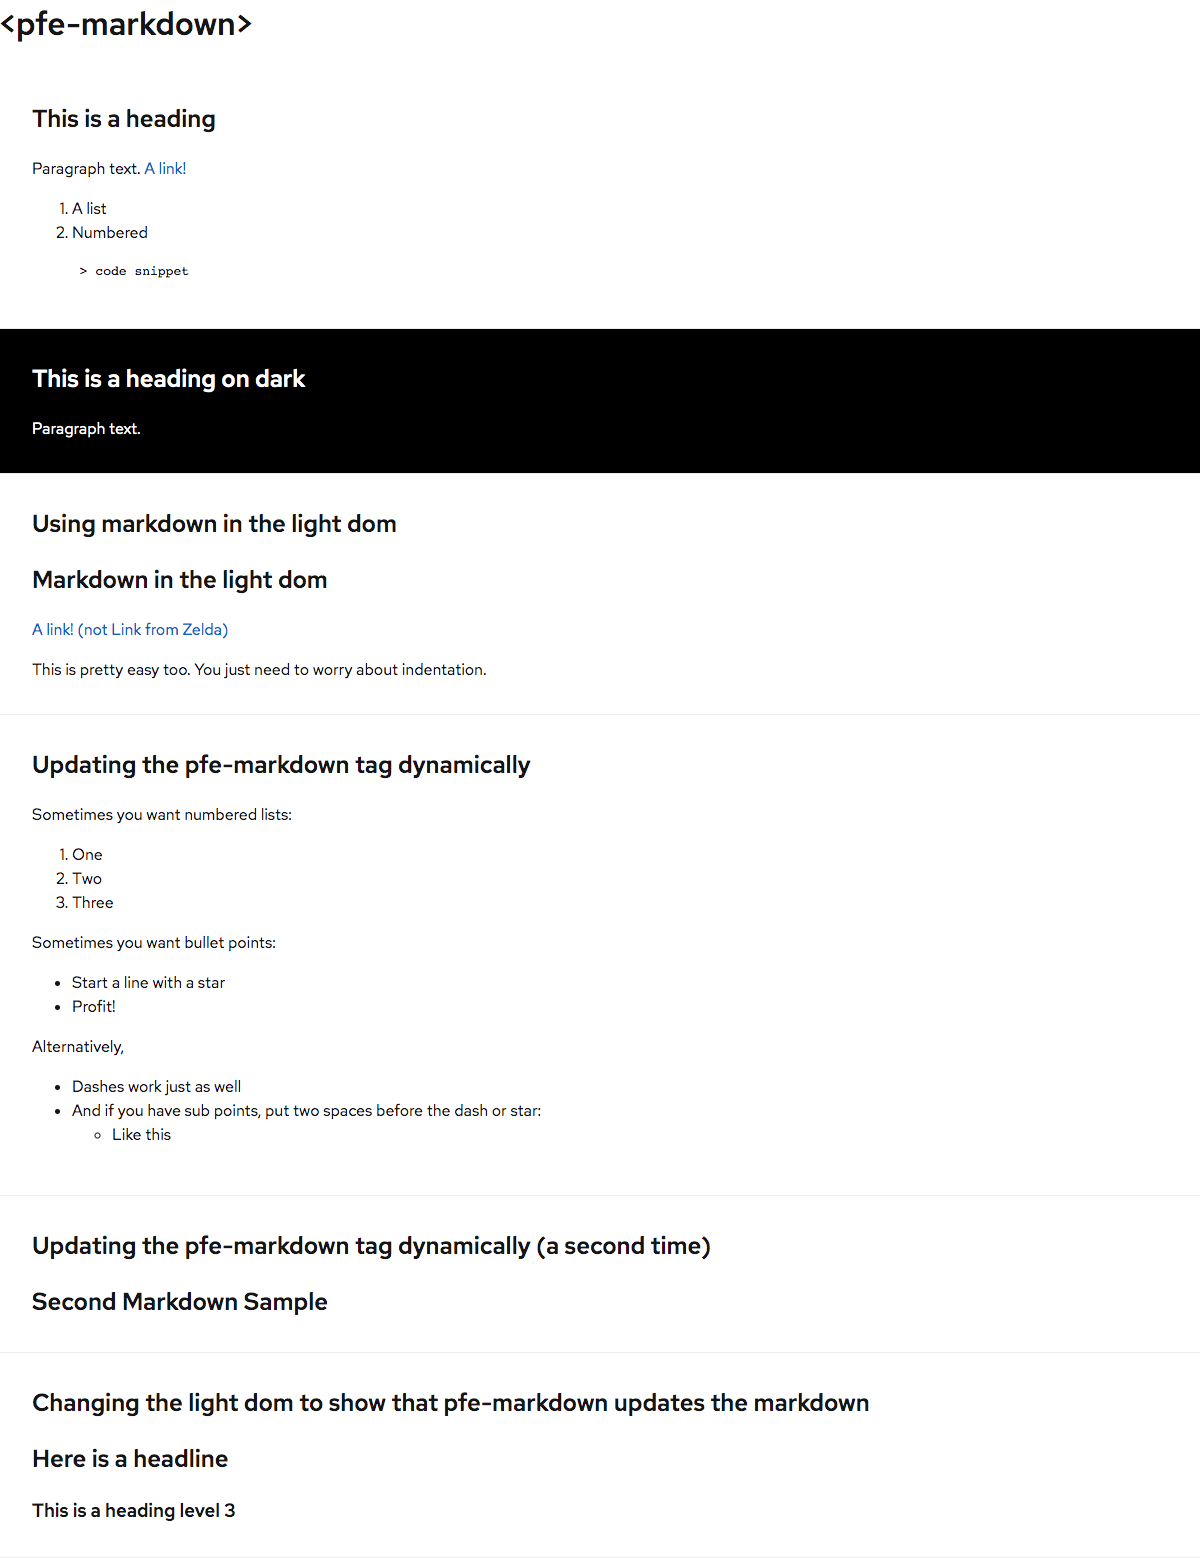 <pfe-markdown>
This is a heading
Paragraph text. A link!
1. A list
2. Numbered
> code snippet
This is a heading on dark
Paragraph text.
Using markdown in the light dom
Markdown in the light dom
A link! (not Link from Zelda)
This is pretty easy too. You just need to worry about indentation.
Updating the pfe-markdown tag dynamically
Sometimes you want numbered lists:
1. One
2. Two
3. Three
Sometimes you want bullet points:
• Start a line with a star
• Profit!
Alternatively,
• Dashes work just as well
• And if you have sub points, put two spaces before the dash or star:
◦ Like this
Updating the pfe-markdown tag dynamically (a second time)
Second Markdown Sample
Changing the light dom to show that pfe-markdown updates the markdown
Here is a headline
This is a heading level 3